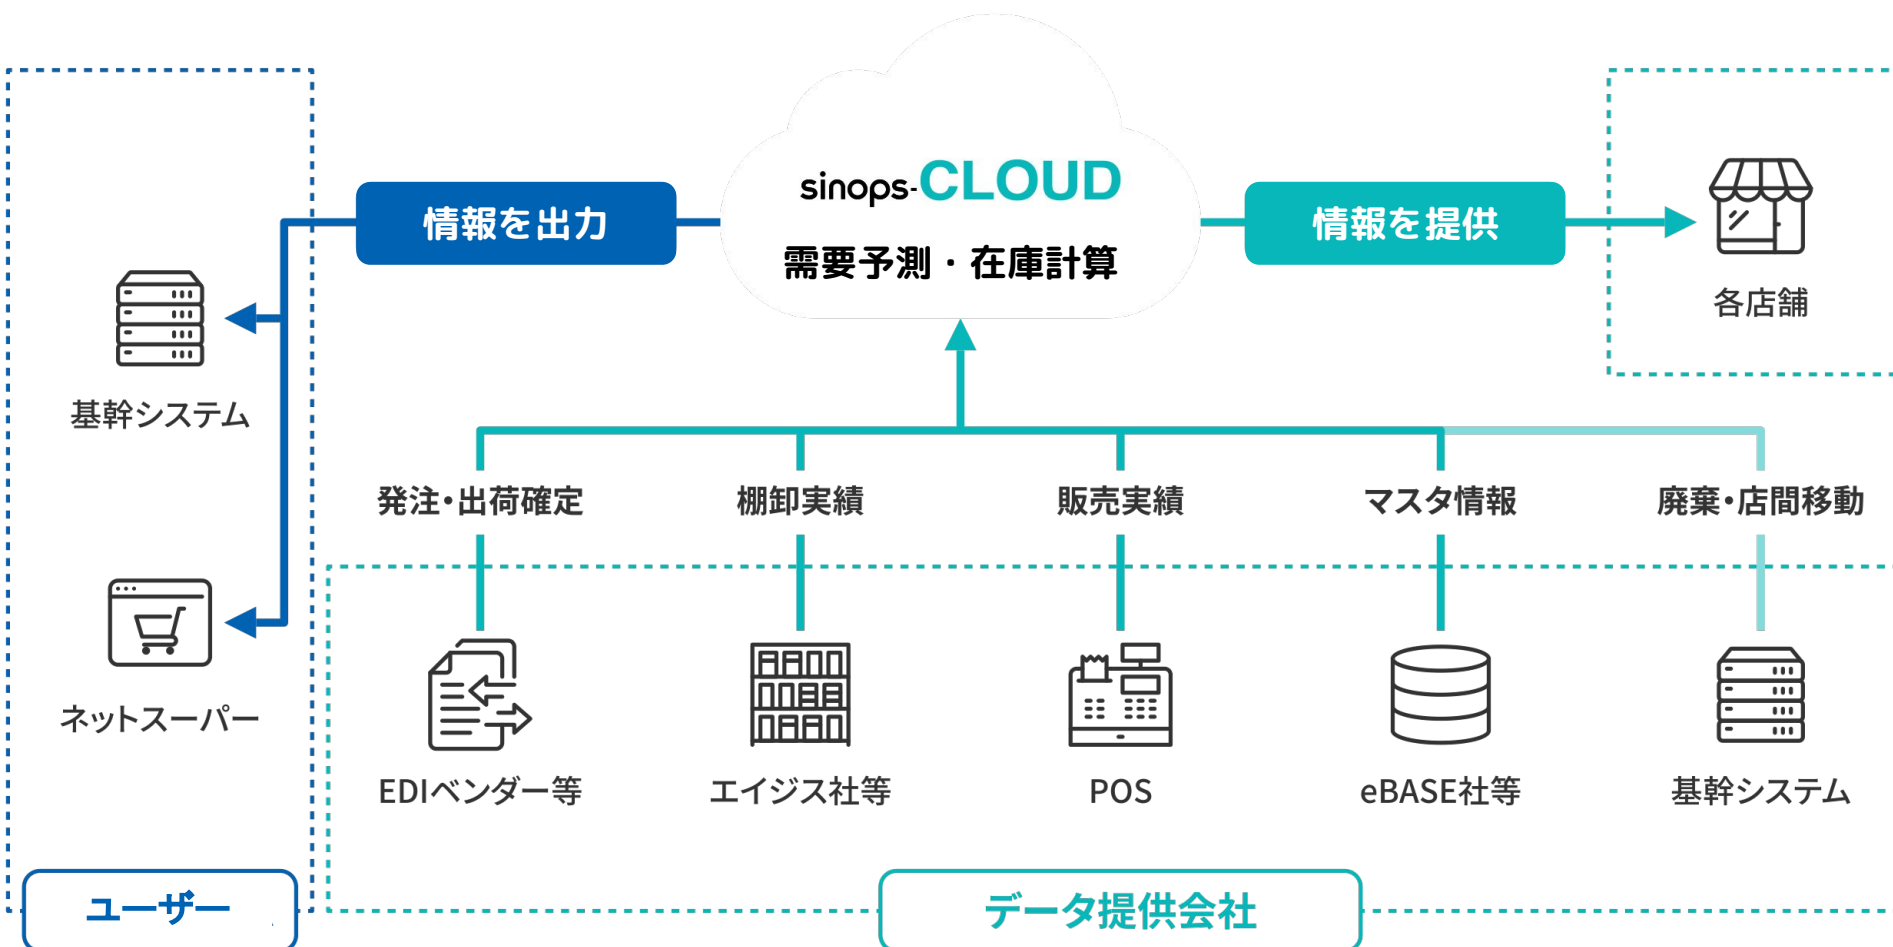 sinops-CLOUD
需要予測・在庫計算
情報を出力
情報を提供
各店舗
基幹システム
ネットスーパー
発注・出荷確定
棚卸実績
販売実績
マスタ情報
廃棄・店間移動
EDIベンダー等
エイジス社等
POS
eBASE社等
基幹システム
ユーザー
データ提供会社